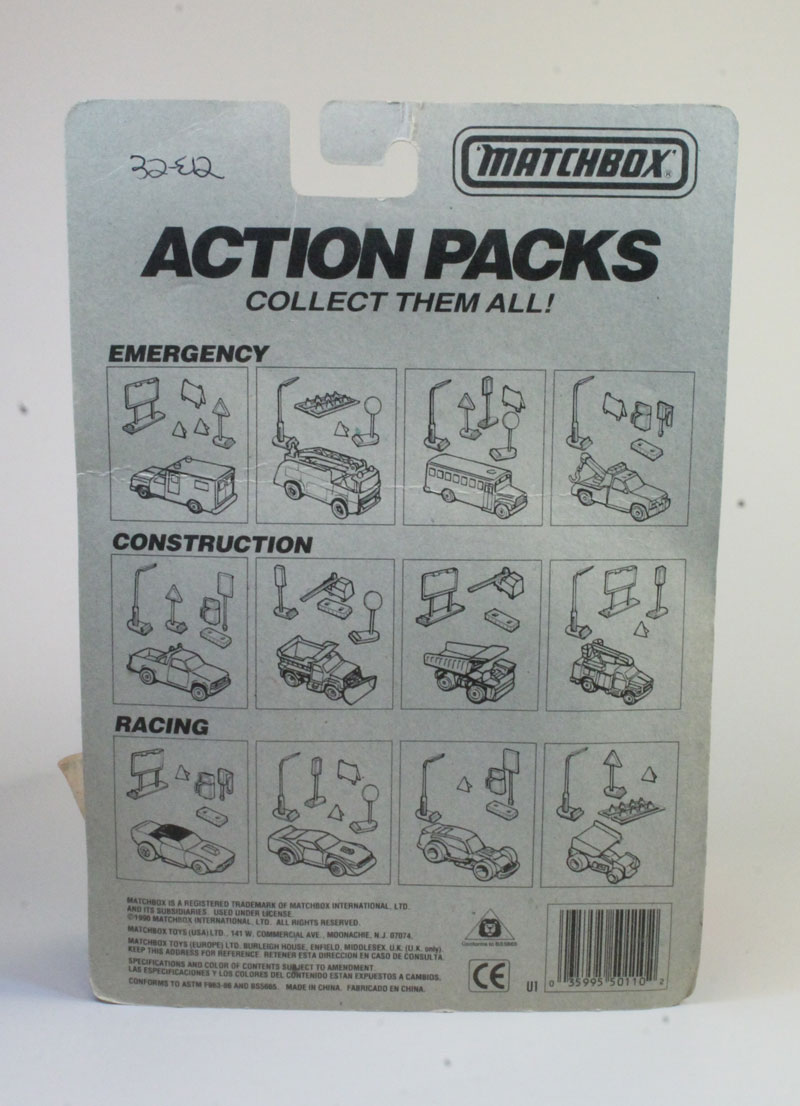 32-E12
'MATCHBOX'®
ACTION PACKS
COLLECT THEM ALL!
EMERGENCY
CONSTRUCTION
RACING
MATCHBOX IS A REGISTERED TRADEMARK OF MATCHBOX INTERNATIONAL, LTD.
AND ITS SUBSIDIARIES. USED UNDER LICENSE.
©1990 MATCHBOX INTERNATIONAL, LTD. ALL RIGHTS RESERVED.
MATCHBOX TOYS (USA) LTD., 141 W. COMMERCIAL AVE., MOONACHIE, N.J. 07074.
MATCHBOX TOYS (EUROPE) LTD. BURLEIGH HOUSE, ENFIELD, MIDDLESEX. U.K. (U.K. only).
KEEP THIS ADDRESS FOR REFERENCE. RETENER ESTA DIRECCION EN CASO DE CONSULTA.
SPECIFICATIONS AND COLOR OF CONTENTS SUBJECT TO AMENDMENT.
LAS ESPECIFICACIONES Y LOS COLORES DEL CONTENIDO ESTAN EXPUESTOS A CAMBIOS.
CONFORMS TO ASTM F963-86 AND BS5665. MADE IN CHINA. FABRICADO EN CHINA.
Conforms to BS5665
CE
U1
0 35995 50110 2